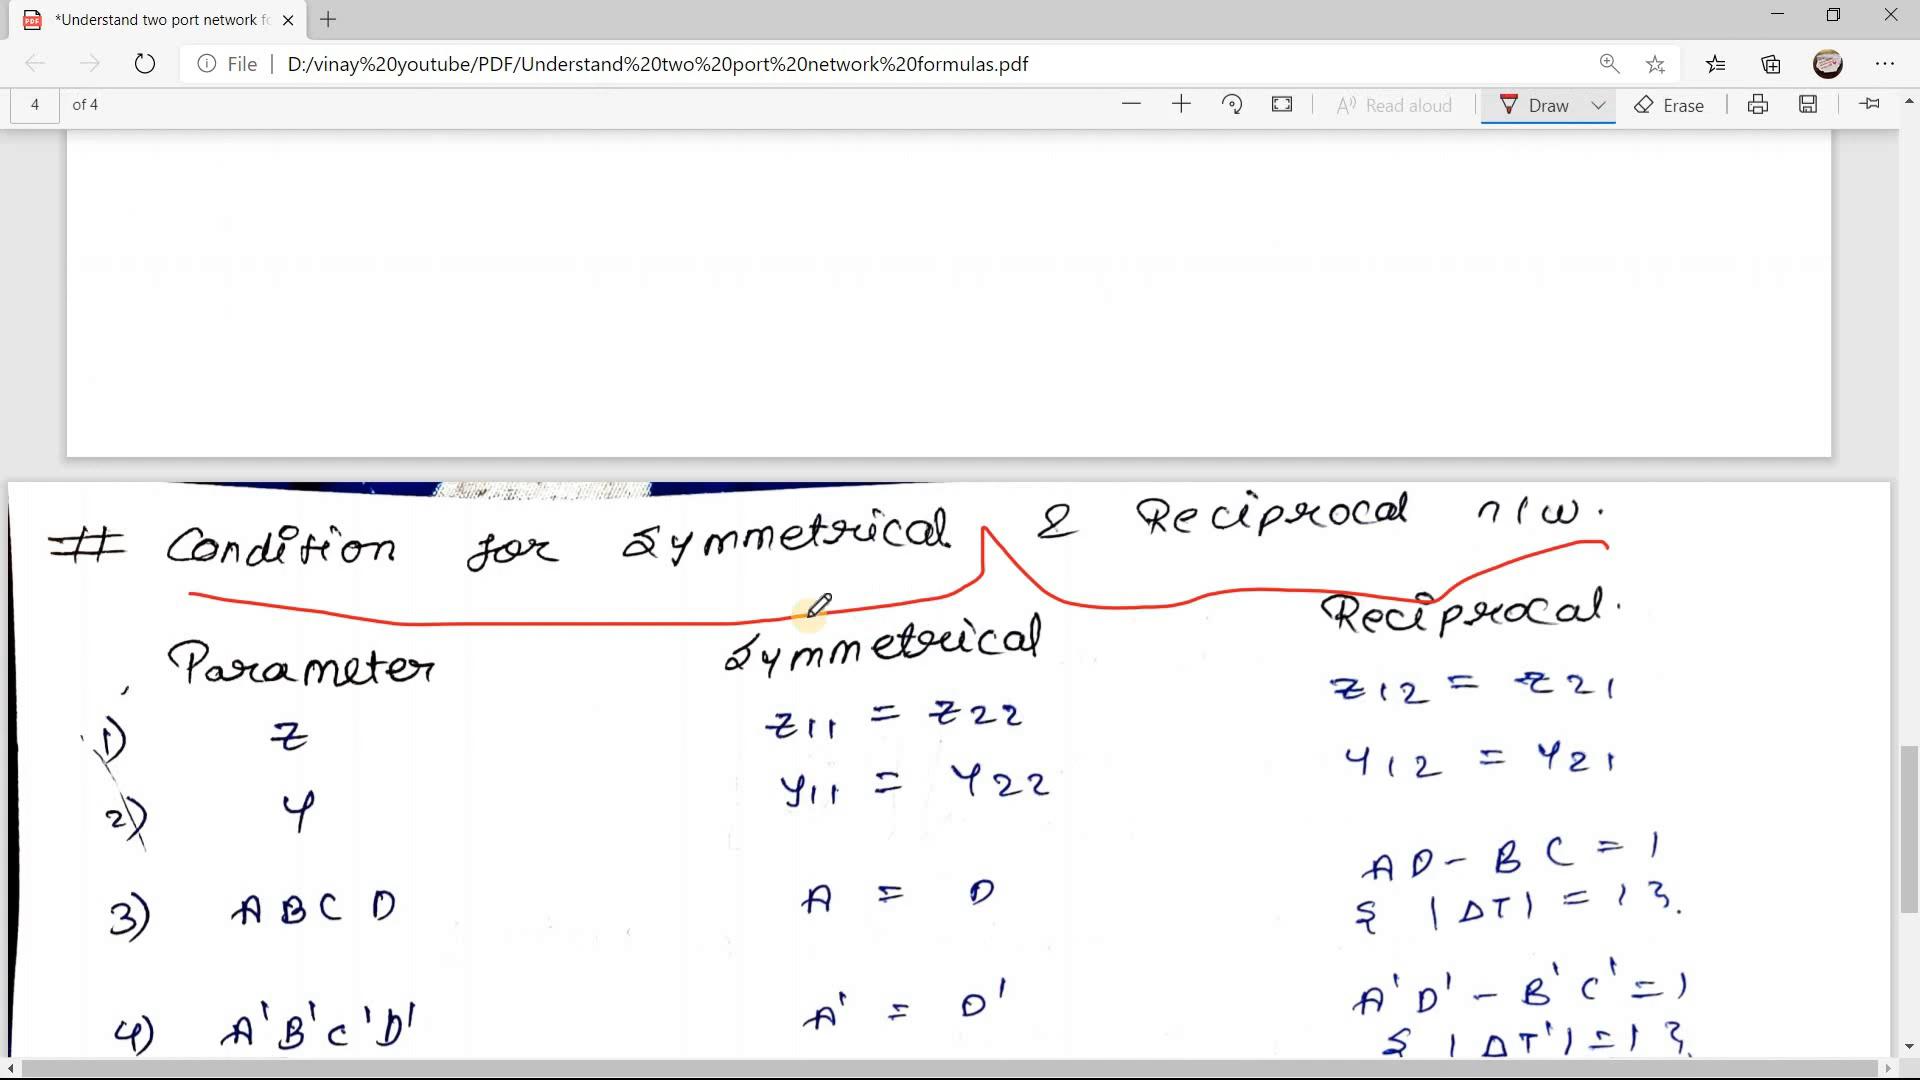 *Understand two port network fo
File
D:/vinay%20youtube/PDF/Understand%20two%20port%20network%20formulas.pdf
4 of 4
Read aloud
Draw
Erase
# Condition for Symmetrical & Reciprocal n/w.
Parameter Symmetrical Reciprocal.
1) Z Z11 = Z22 Z12 = Z21
2) Y Y11 = Y22 Y12 = Y21
3) A B C D A = D AD - BC = 1
{ |ΔT| = 1 }.
4) A'B'C'D' A' = D' A'D' - B'C' = 1
{ |ΔT'| = 1 }.